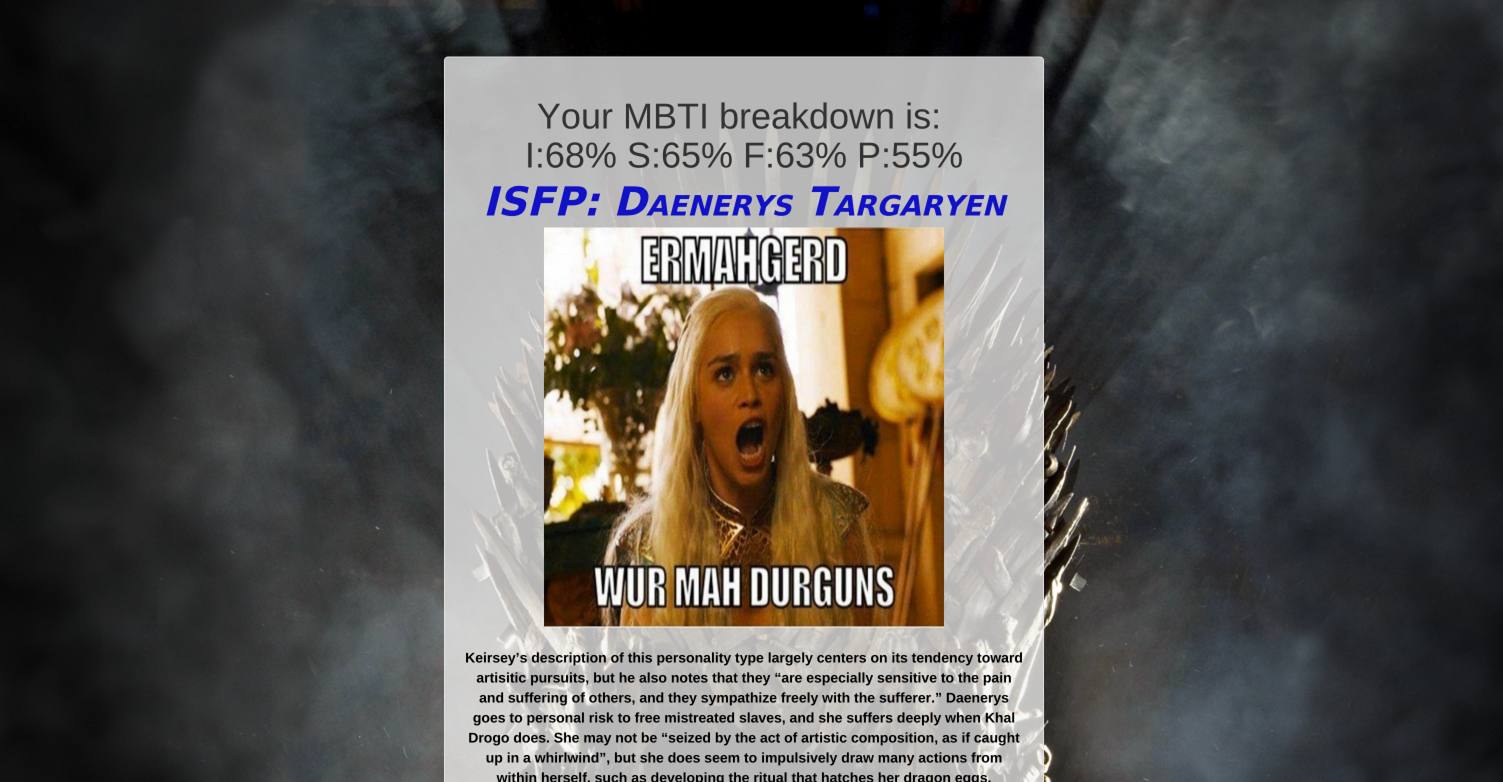 Your MBTI breakdown is:
I:68% S:65% F:63% P:55%
ISFP: Daenerys Targaryen
ERMAHGERD
WUR MAH DURGUNS
Keirsey’s description of this personality type largely centers on its tendency toward
artisitic pursuits, but he also notes that they “are especially sensitive to the pain
and suffering of others, and they sympathize freely with the sufferer.” Daenerys
goes to personal risk to free mistreated slaves, and she suffers deeply when Khal
Drogo does. She may not be “seized by the act of artistic composition, as if caught
up in a whirlwind”, but she does seem to impulsively draw many actions from
within herself, such as developing the ritual that hatches her dragon eggs.